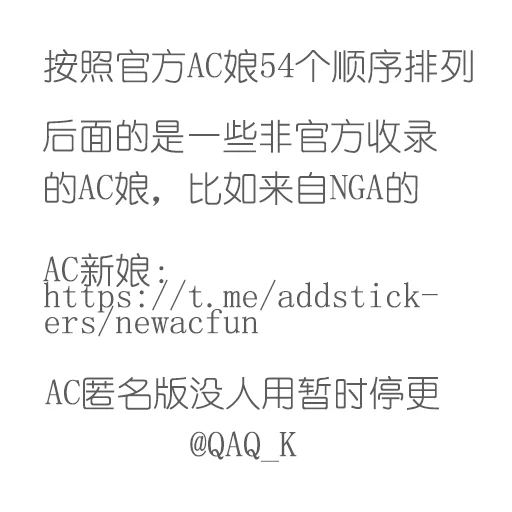 按照官方AC娘54个顺序排列
后面的是一些非官方收录
的AC娘，比如来自NGA的
AC新娘:
https://t.me/addstick-
ers/newacfun
AC匿名版没人用暂时停更
@QAQ_K